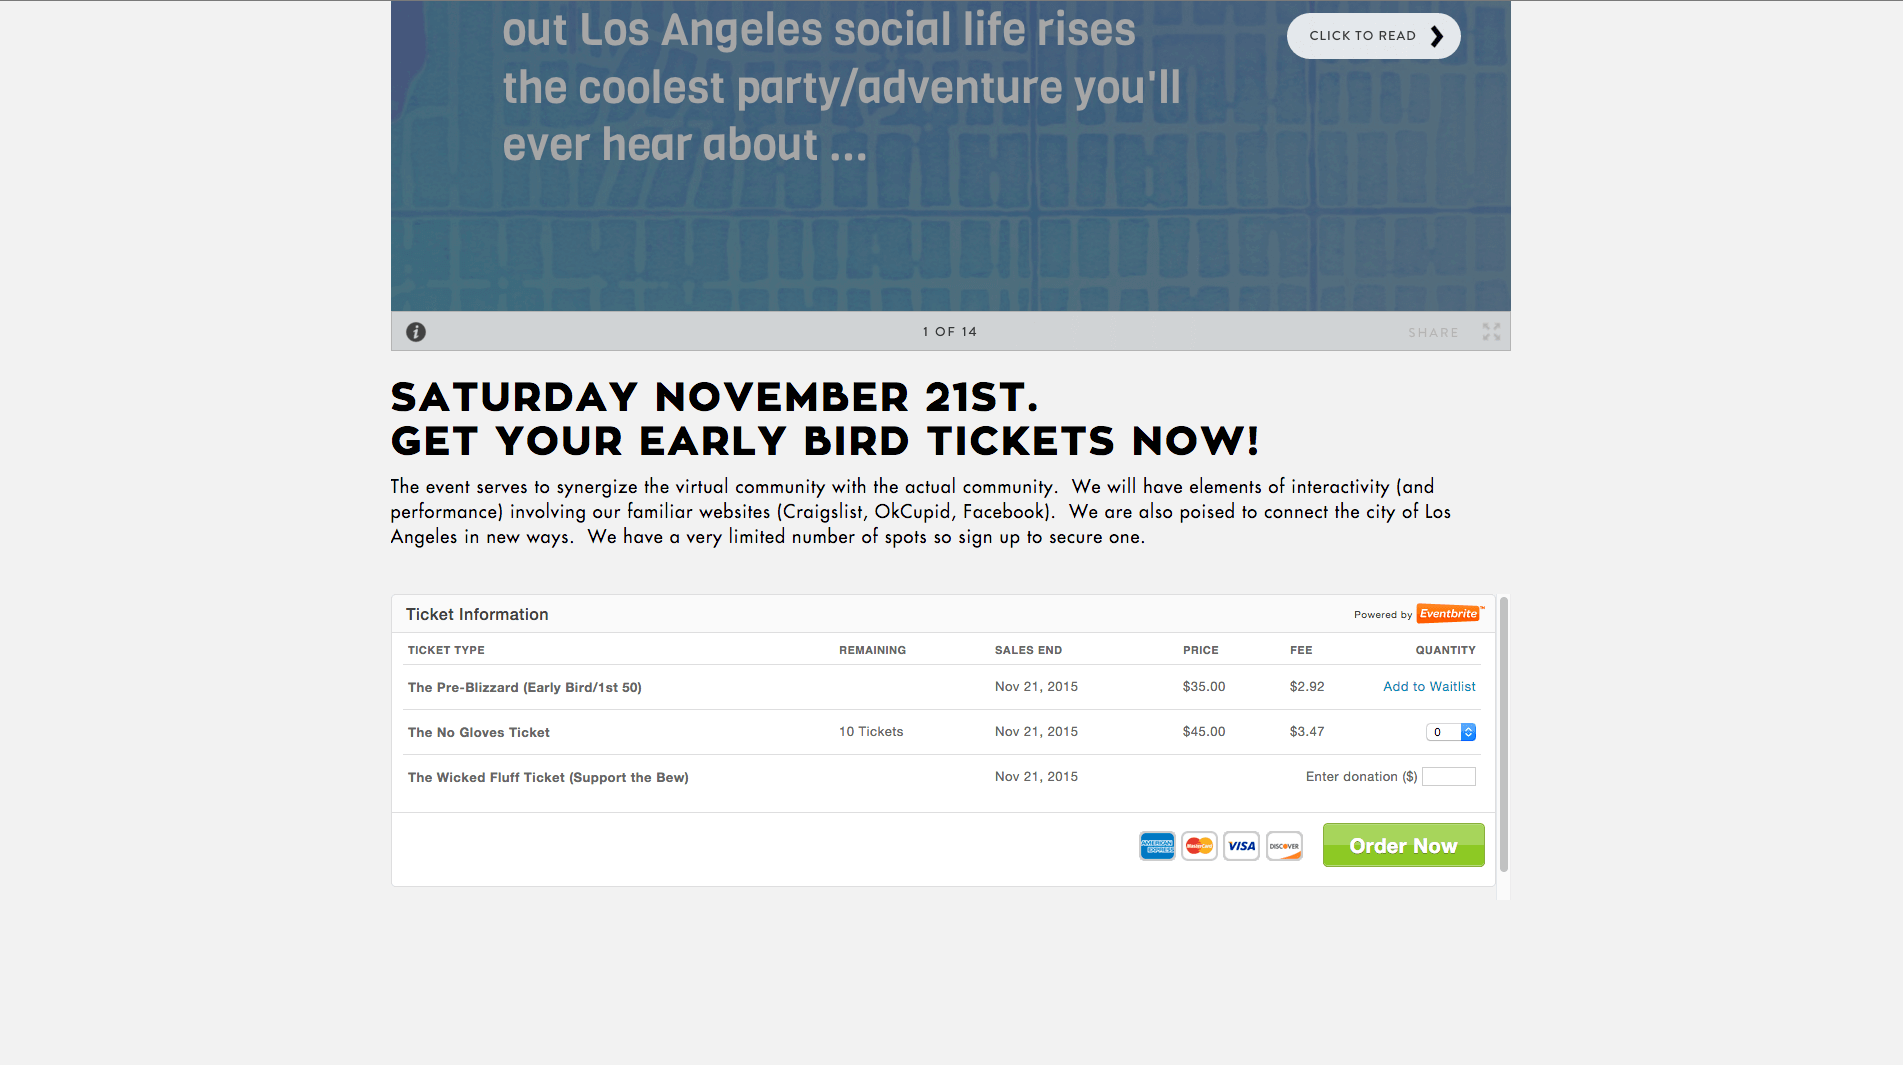 out Los Angeles social life rises
the coolest party/adventure you'll
ever hear about ...
CLICK TO READ
1 OF 14
SHARE
SATURDAY NOVEMBER 21ST.
GET YOUR EARLY BIRD TICKETS NOW!
The event serves to synergize the virtual community with the actual community.  We will have elements of interactivity (and
performance) involving our familiar websites (Craigslist, OkCupid, Facebook).  We are also poised to connect the city of Los
Angeles in new ways.  We have a very limited number of spots so sign up to secure one.
Ticket Information
Powered by Eventbrite
TICKET TYPE REMAINING SALES END PRICE FEE QUANTITY
The Pre-Blizzard (Early Bird/1st 50) Nov 21, 2015 $35.00 $2.92 Add to Waitlist
The No Gloves Ticket 10 Tickets Nov 21, 2015 $45.00 $3.47 0
The Wicked Fluff Ticket (Support the Bew) Nov 21, 2015 Enter donation ($)
AMERICAN EXPRESS MasterCard VISA DISCOVER Order Now